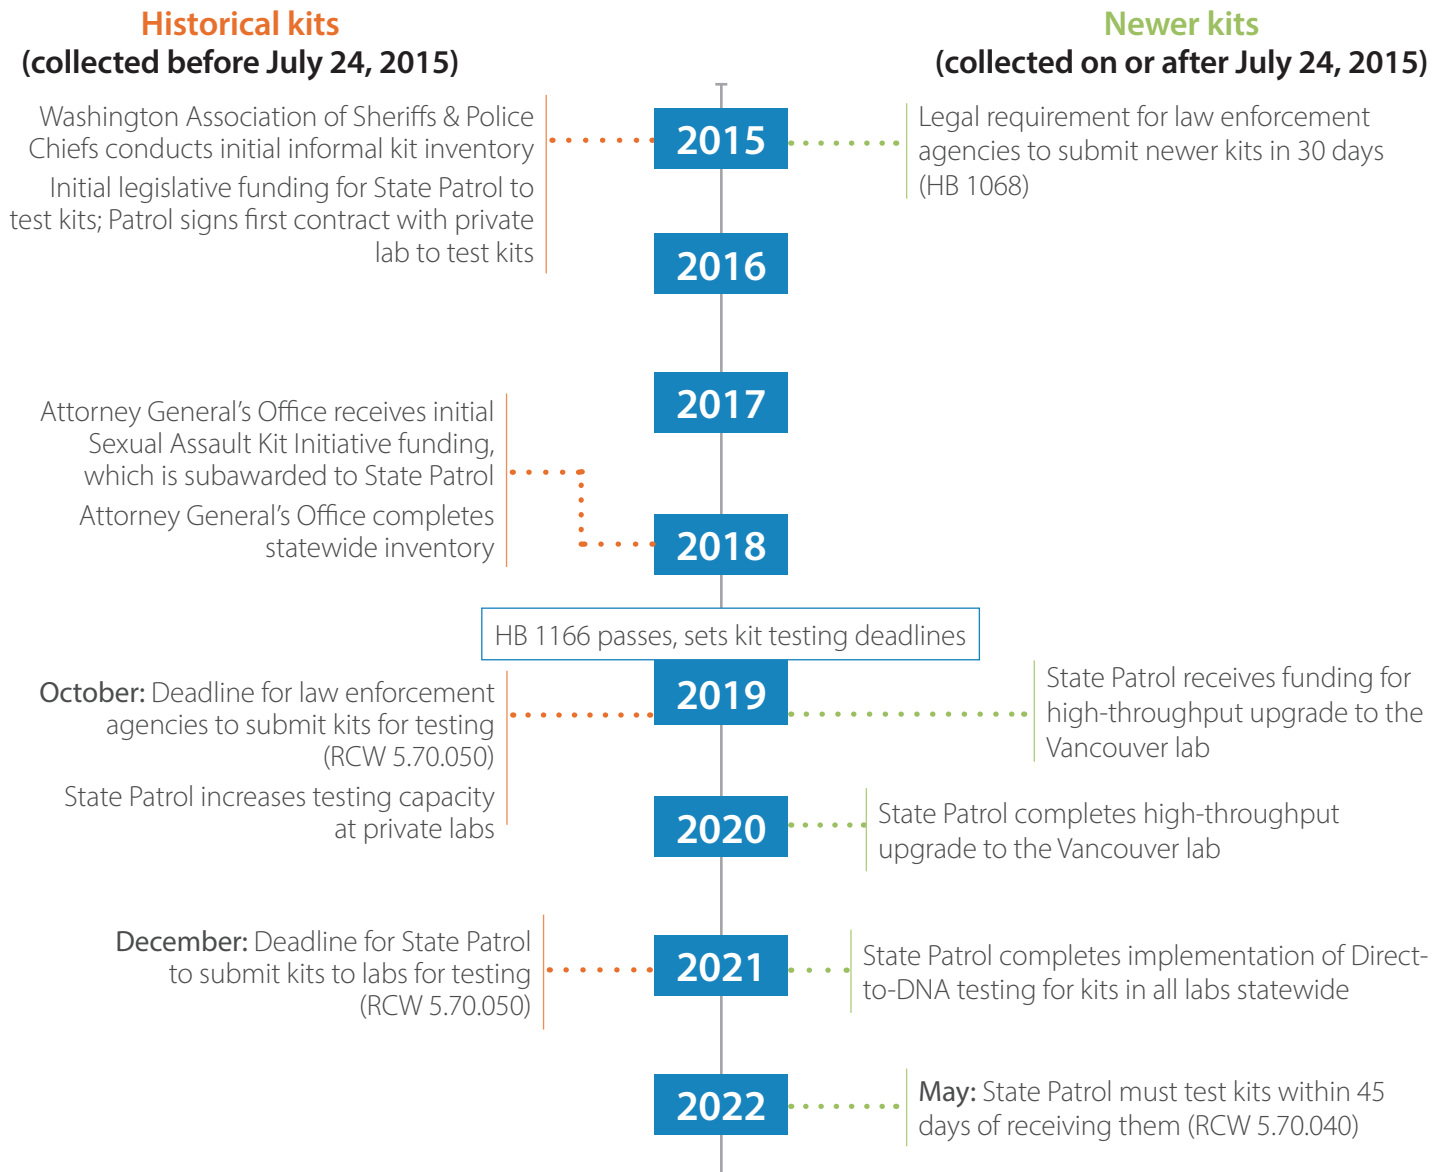 Historical kits
(collected before July 24, 2015)
Newer kits
(collected on or after July 24, 2015)
Washington Association of Sheriffs & Police
Chiefs conducts initial informal kit inventory
Initial legislative funding for State Patrol to
test kits; Patrol signs first contract with private
lab to test kits
2015
Legal requirement for law enforcement
agencies to submit newer kits in 30 days
(HB 1068)
2016
2017
Attorney General’s Office receives initial
Sexual Assault Kit Initiative funding,
which is subawarded to State Patrol
Attorney General’s Office completes
statewide inventory
2018
HB 1166 passes, sets kit testing deadlines
October: Deadline for law enforcement
agencies to submit kits for testing
(RCW 5.70.050)
State Patrol increases testing capacity
at private labs
2019
State Patrol receives funding for
high-throughput upgrade to the
Vancouver lab
2020
State Patrol completes high-throughput
upgrade to the Vancouver lab
December: Deadline for State Patrol
to submit kits to labs for testing
(RCW 5.70.050)
2021
State Patrol completes implementation of Direct-
to-DNA testing for kits in all labs statewide
2022
May: State Patrol must test kits within 45
days of receiving them (RCW 5.70.040)